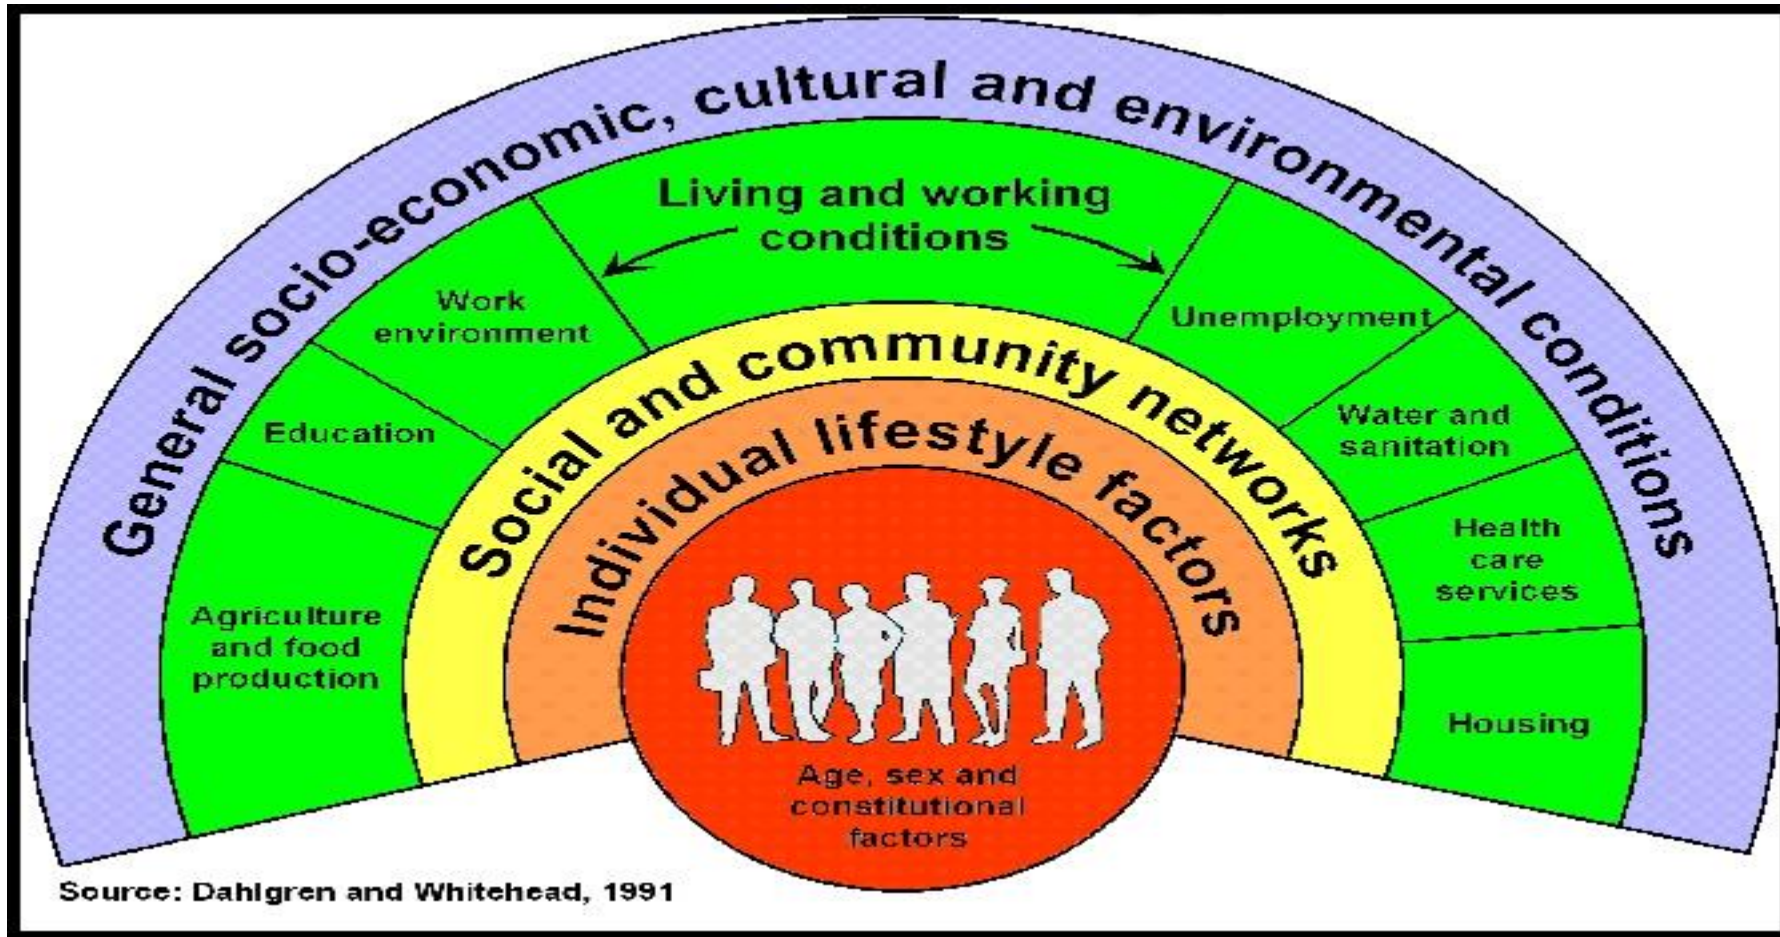 General socio-economic, cultural and environmental conditions
Living and working
conditions
Work
environment
Education
Agriculture
and food
production
Unemployment
Water and
sanitation
Health
care
services
Housing
Social and community networks
Individual lifestyle factors
Age, sex and
constitutional
factors
Source: Dahlgren and Whitehead, 1991